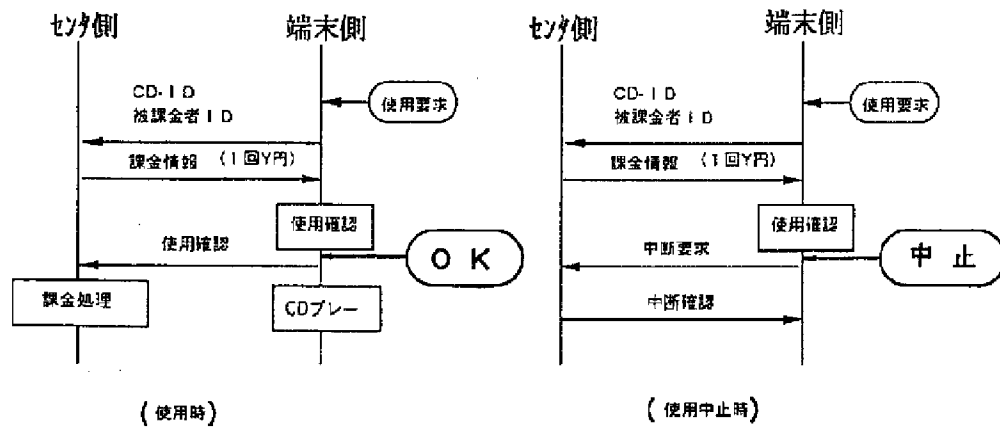 センタ側
端末側
使用要求
CD-ID
被課金者ID
課金情報 (1回Y円)
使用確認
使用確認
OK
課金処理
CDプレー
(使用時)
センタ側
端末側
使用要求
CD-ID
被課金者ID
課金情報 (1回Y円)
使用確認
中断要求
中止
中断確認
(使用中止時)